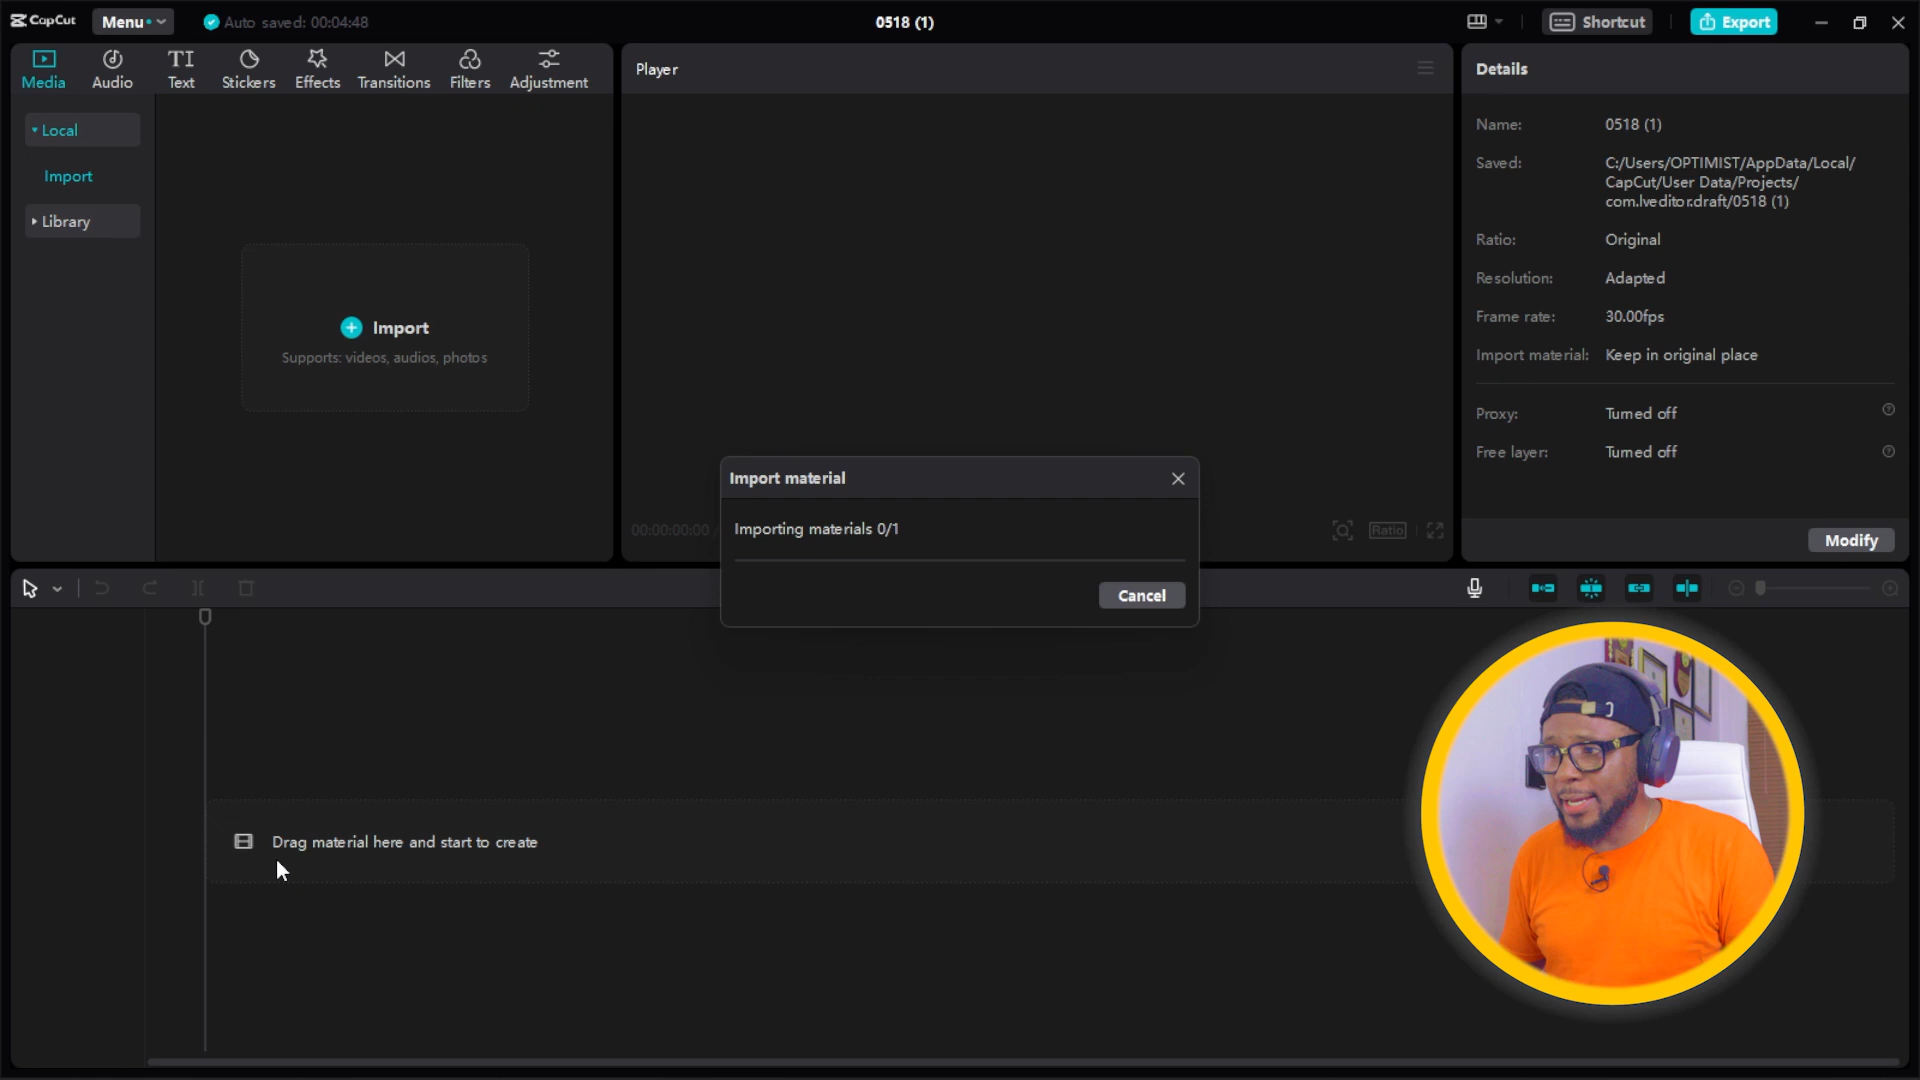 CapCut
Menu
Auto saved: 00:04:48
0518 (1)
Shortcut
Export
Media
Audio
TI
Text
Stickers
Effects
Transitions
Filters
Adjustment
Local
Import
Library
Import
Supports: videos, audios, photos
Player
00:00:00:00
Ratio
Import material
Importing materials 0/1
Cancel
Details
Name: 0518 (1)
Saved: C:/Users/OPTIMIST/AppData/Local/
CapCut/User Data/Projects/
com.lveditor.draft/0518 (1)
Ratio: Original
Resolution: Adapted
Frame rate: 30.00fps
Import material: Keep in original place
Proxy: Turned off
Free layer: Turned off
Modify
Drag material here and start to create